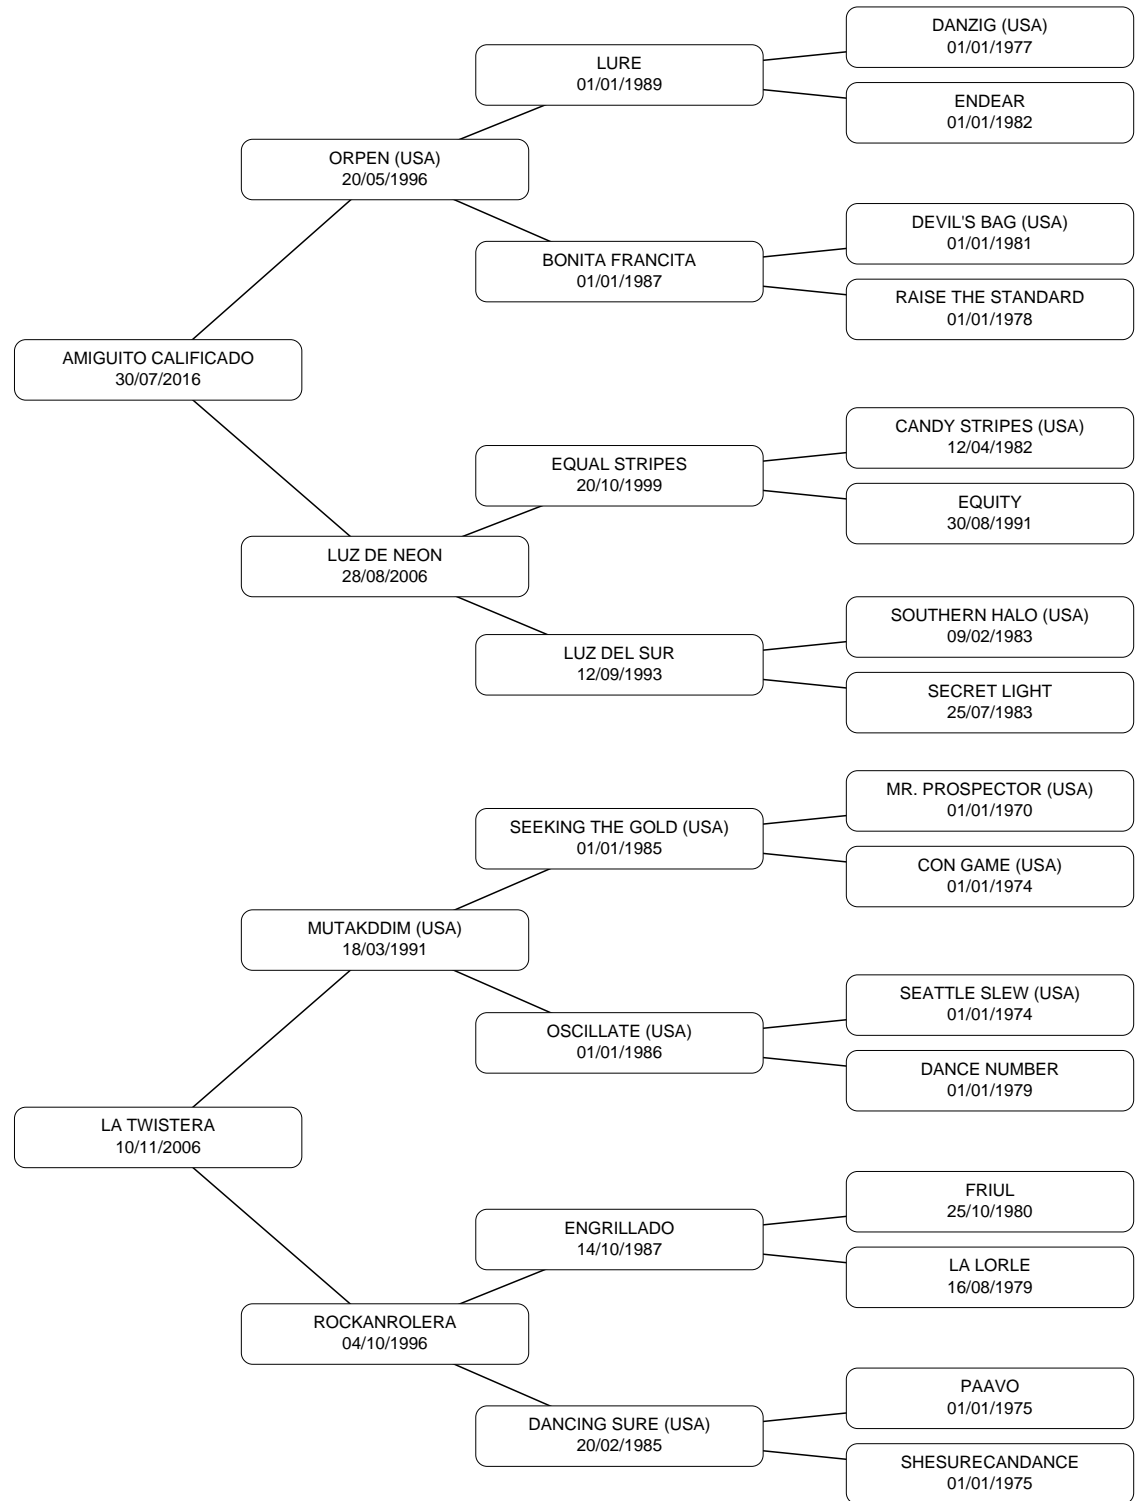 DANZIG (USA)
01/01/1977
LURE
01/01/1989
ENDEAR
01/01/1982
ORPEN (USA)
20/05/1996
DEVIL'S BAG (USA)
01/01/1981
BONITA FRANCITA
01/01/1987
RAISE THE STANDARD
01/01/1978
AMIGUITO CALIFICADO
30/07/2016
CANDY STRIPES (USA)
12/04/1982
EQUAL STRIPES
20/10/1999
EQUITY
30/08/1991
LUZ DE NEON
28/08/2006
SOUTHERN HALO (USA)
09/02/1983
LUZ DEL SUR
12/09/1993
SECRET LIGHT
25/07/1983
MR. PROSPECTOR (USA)
01/01/1970
SEEKING THE GOLD (USA)
01/01/1985
CON GAME (USA)
01/01/1974
MUTAKDDIM (USA)
18/03/1991
SEATTLE SLEW (USA)
01/01/1974
OSCILLATE (USA)
01/01/1986
DANCE NUMBER
01/01/1979
LA TWISTERA
10/11/2006
FRIUL
25/10/1980
ENGRILLADO
14/10/1987
LA LORLE
16/08/1979
ROCKANROLERA
04/10/1996
PAAVO
01/01/1975
DANCING SURE (USA)
20/02/1985
SHESURECANDANCE
01/01/1975